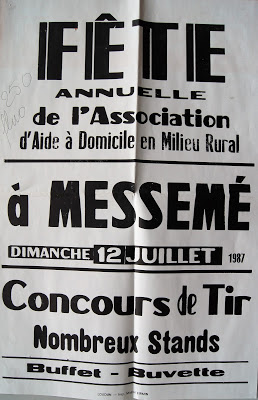 FÊTE
ANNUELLE
de l'Association
d'Aide à Domicile en Milieu Rural
à MESSEMÉ
DIMANCHE 12 JUILLET 1987
Concours de Tir
Nombreux Stands
Buffet - Buvette